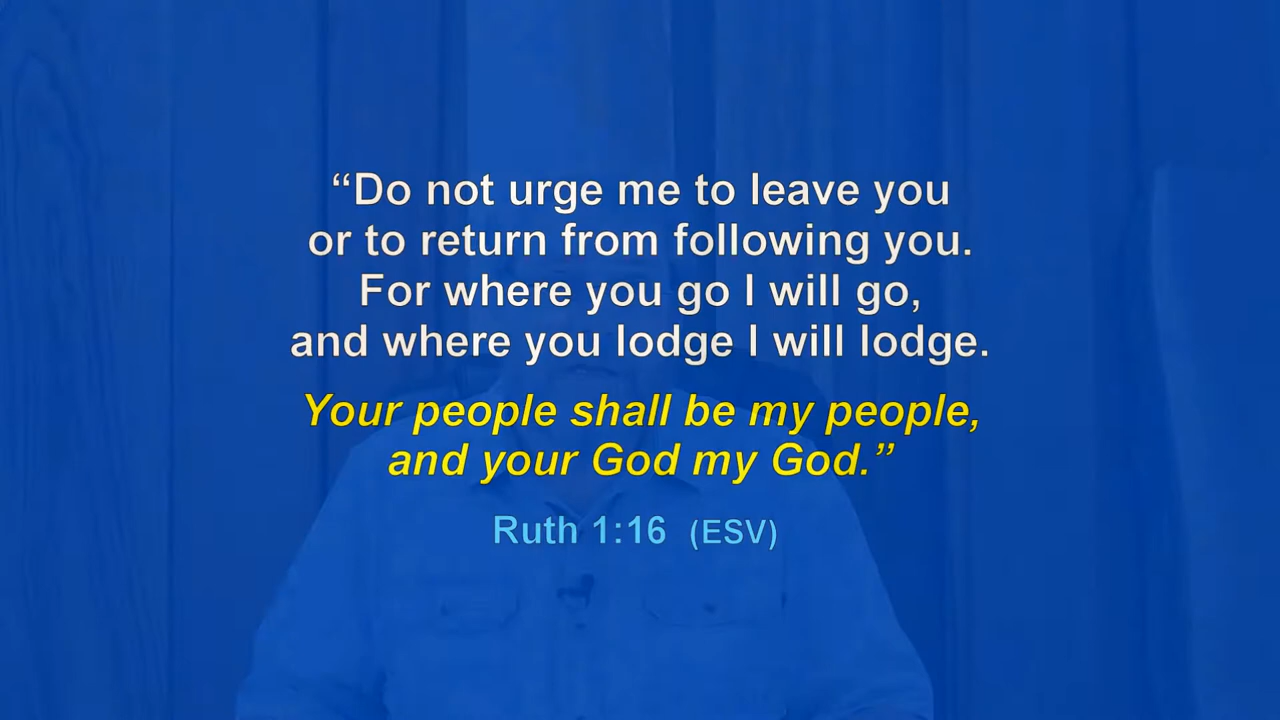 “Do not urge me to leave you
or to return from following you.
For where you go I will go,
and where you lodge I will lodge.
Your people shall be my people,
and your God my God.”
Ruth 1:16 (ESV)